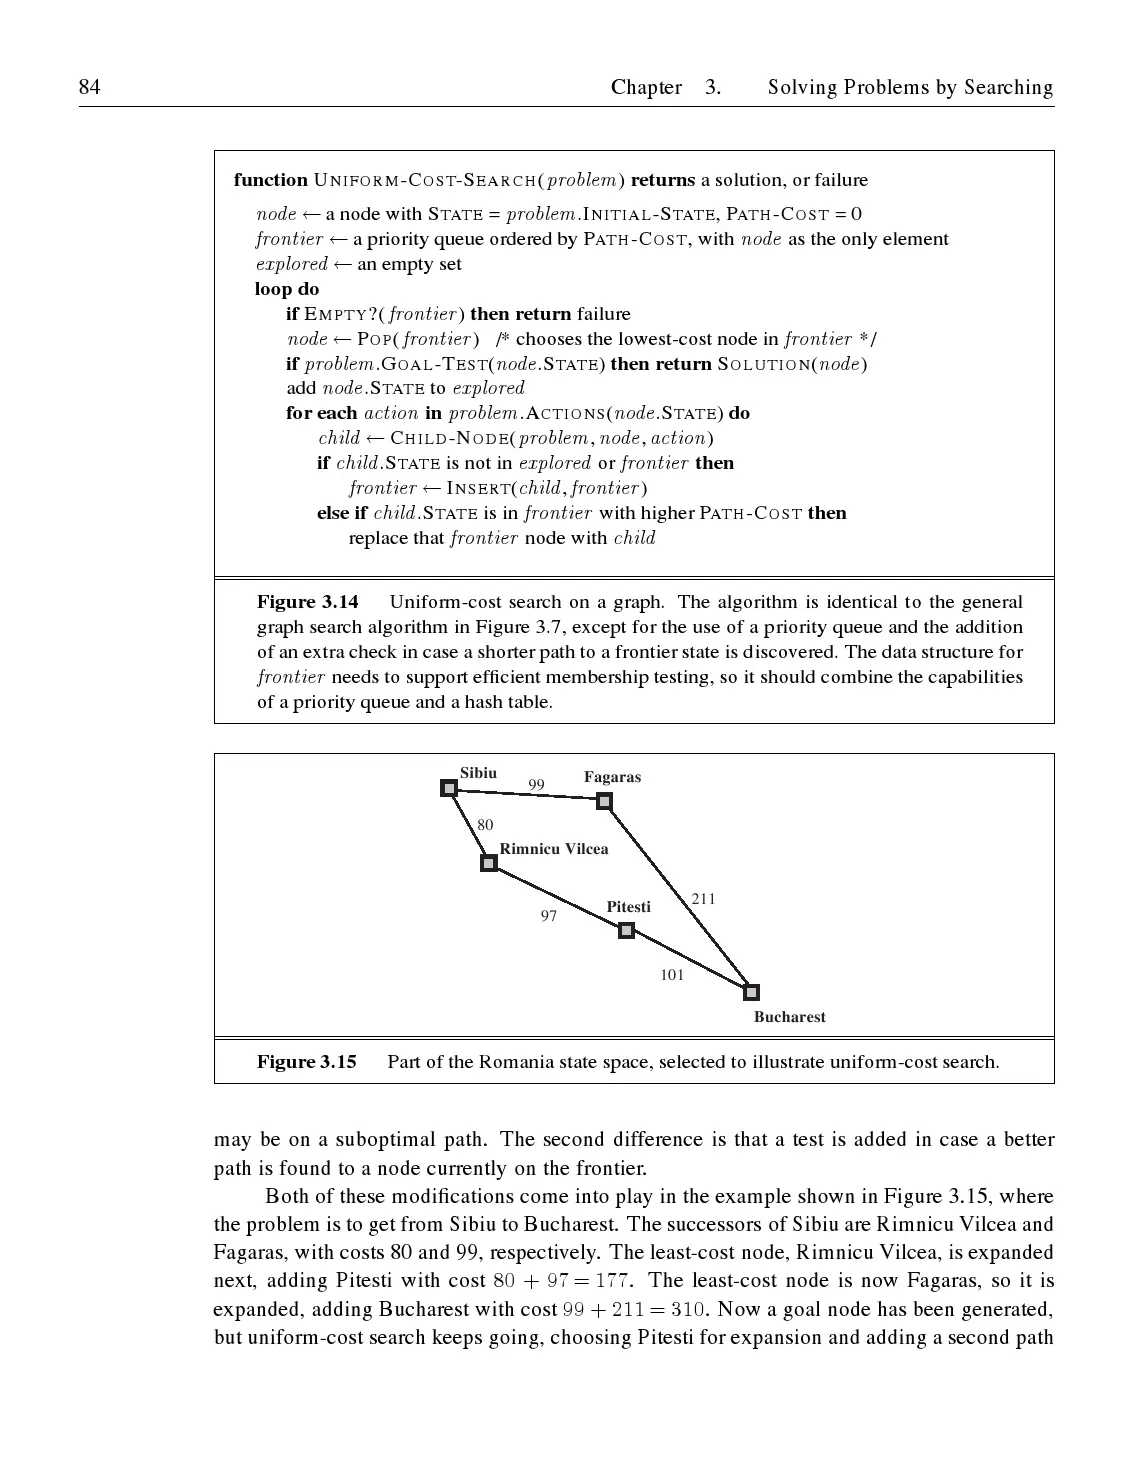 84 Chapter 3. Solving Problems by Searching
function UNIFORM-COST-SEARCH(problem) returns a solution, or failure
node ← a node with STATE = problem.INITIAL-STATE, PATH-COST = 0
frontier ← a priority queue ordered by PATH-COST, with node as the only element
explored ← an empty set
loop do
if EMPTY?(frontier) then return failure
node ← POP(frontier) /* chooses the lowest-cost node in frontier */
if problem.GOAL-TEST(node.STATE) then return SOLUTION(node)
add node.STATE to explored
for each action in problem.ACTIONS(node.STATE) do
child ← CHILD-NODE(problem, node, action)
if child.STATE is not in explored or frontier then
frontier ← INSERT(child, frontier)
else if child.STATE is in frontier with higher PATH-COST then
replace that frontier node with child
Figure 3.14 Uniform-cost search on a graph. The algorithm is identical to the general
graph search algorithm in Figure 3.7, except for the use of a priority queue and the addition
of an extra check in case a shorter path to a frontier state is discovered. The data structure for
frontier needs to support efficient membership testing, so it should combine the capabilities
of a priority queue and a hash table.
Sibiu
99
Fagaras
80
Rimnicu Vilcea
211
Pitesti
97
101
Bucharest
Figure 3.15 Part of the Romania state space, selected to illustrate uniform-cost search.
may be on a suboptimal path. The second difference is that a test is added in case a better
path is found to a node currently on the frontier.
Both of these modifications come into play in the example shown in Figure 3.15, where
the problem is to get from Sibiu to Bucharest. The successors of Sibiu are Rimnicu Vilcea and
Fagaras, with costs 80 and 99, respectively. The least-cost node, Rimnicu Vilcea, is expanded
next, adding Pitesti with cost 80 + 97 = 177. The least-cost node is now Fagaras, so it is
expanded, adding Bucharest with cost 99 + 211 = 310. Now a goal node has been generated,
but uniform-cost search keeps going, choosing Pitesti for expansion and adding a second path